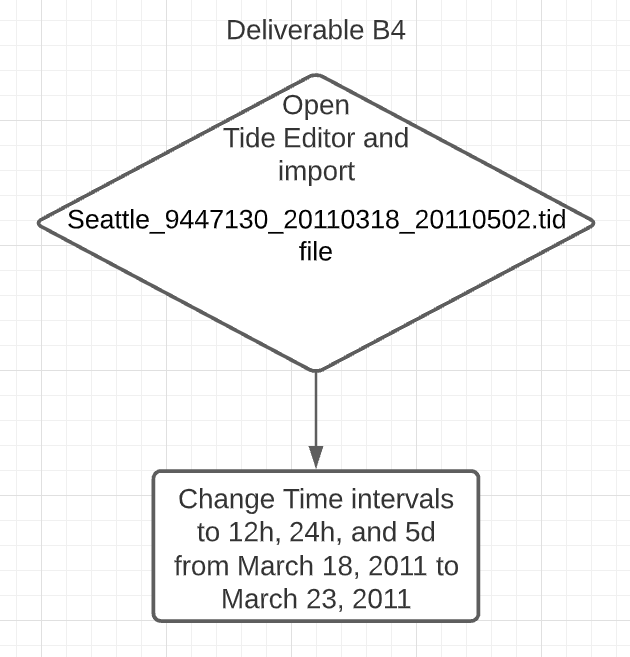 Deliverable B4
Open
Tide Editor and
import
Seattle_9447130_20110318_20110502.tid
file
Change Time intervals
to 12h, 24h, and 5d
from March 18, 2011 to
March 23, 2011